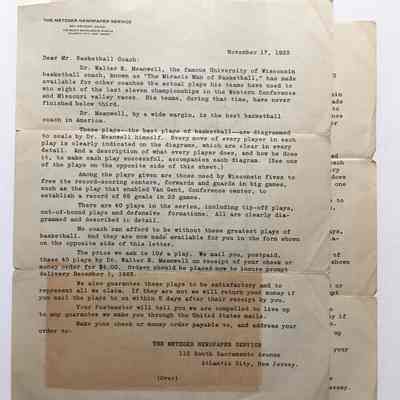 THE METZGER NEWSPAPER SERVICE
November 17, 1923
Dear Mr. Basketball Coach:
Dr. Walter E. Meanwell, the famous University of Wisconsin
basketball coach, known as "The Miracle Man of Basketball," has made
available for other coaches the actual plays his teams have used to
win eight of the last eleven championships in the Western Conference
and Missouri valley races. His teams, during that time, have never
finished below third.
Dr. Meanwell, by a wide margin, is the best basketball
coach in America.
These plays--the best plays of basketball--are diagrammed
to scale by Dr. Meanwell himself. Every move of every player in each
play is clearly indicated on the diagrams, which are clear in every
detail. And a description of what every player does, and how he does
it, to make each play successful, accompanies each diagram. (See one
of the plays on the opposite side of this sheet.)
Among the plays given are those used by Wisconsin fives to
free its record-scoring centers, forwards and guards in big games,
such as the play that enabled Van Gent, Conference center, to
establish a record of 85 goals in 20 games.
There are 40 plays in the series, including tip-off plays,
out-of-bound plays and defensive formations. All are clearly dia-
grammed and described in detail.
No coach can afford to be without these greatest plays of
basketball. And they are now made available for you in the form shown
on the opposite side of this letter.
The price we ask is 10¢ a play. We mail you, postpaid,
these 40 plays by Dr. Walter E. Meanwell on receipt of your check or
money order for $4.00. Orders should be placed now to insure prompt
delivery December 1, 1923.
We also guarantee these plays to be satisfactory and to
represent all we claim. If they are not we will return your money if
you mail the plays to us within 5 days after their receipt by you.
Your Postmaster will tell you we are compelled to live up
to any guarantee we make you through the United States mails.
Make your check or money order payable to, and address your
order to-
THE METZGER NEWSPAPER SERVICE
112 South Sacramento Avenue
Atlantic City, New Jersey.
(Over)